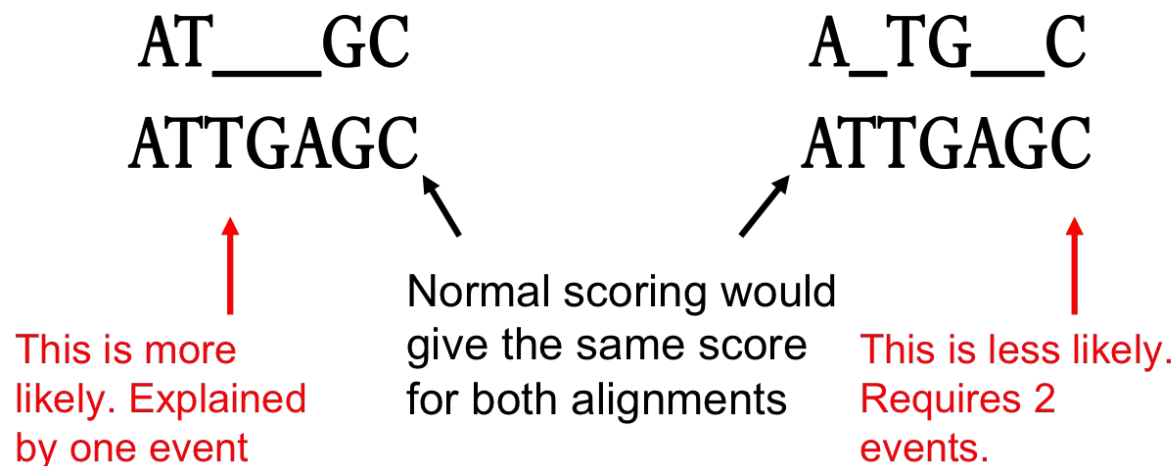 AT___GC
ATTGAGC
A_TG__C
ATTGAGC
Normal scoring would
give the same score
for both alignments
This is more
likely. Explained
by one event
This is less likely.
Requires 2
events.